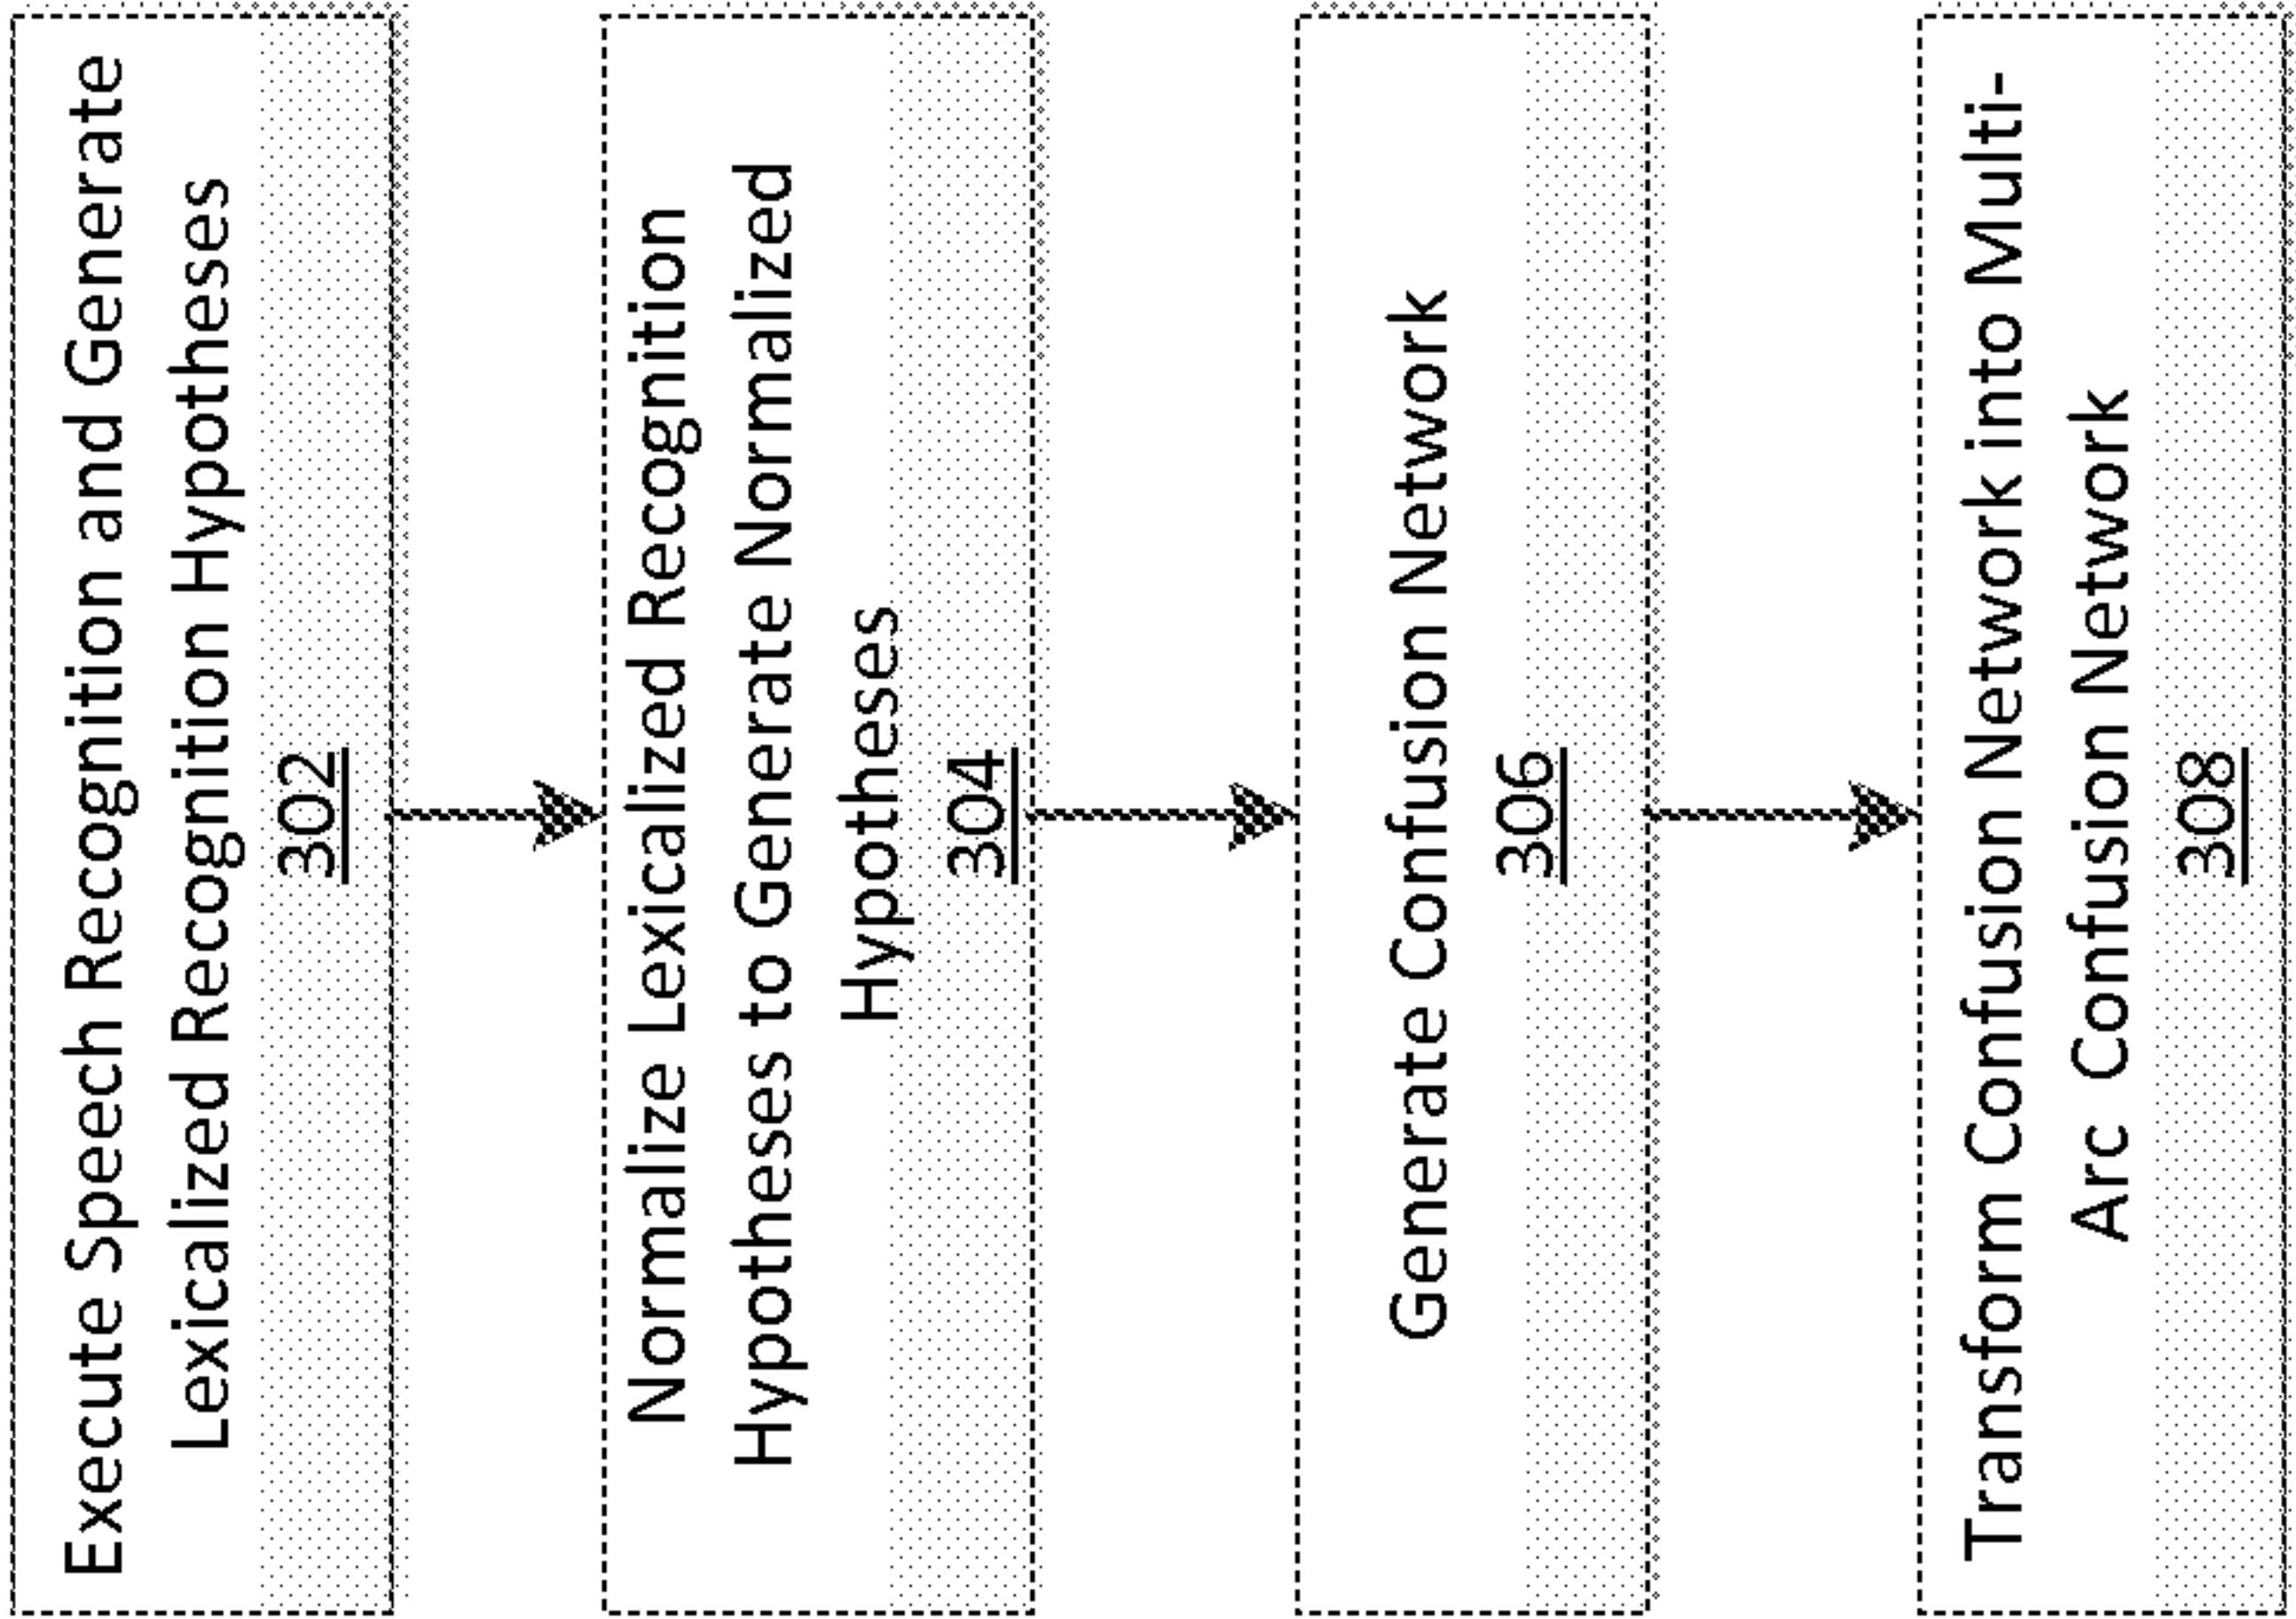 Execute Speech Recognition and Generate
Lexicalized Recognition Hypotheses
302
Normalize Lexicalized Recognition
Hypotheses to Generate Normalized
Hypotheses
304
Generate Confusion Network
306
Transform Confusion Network into Multi-
Arc Confusion Network
308